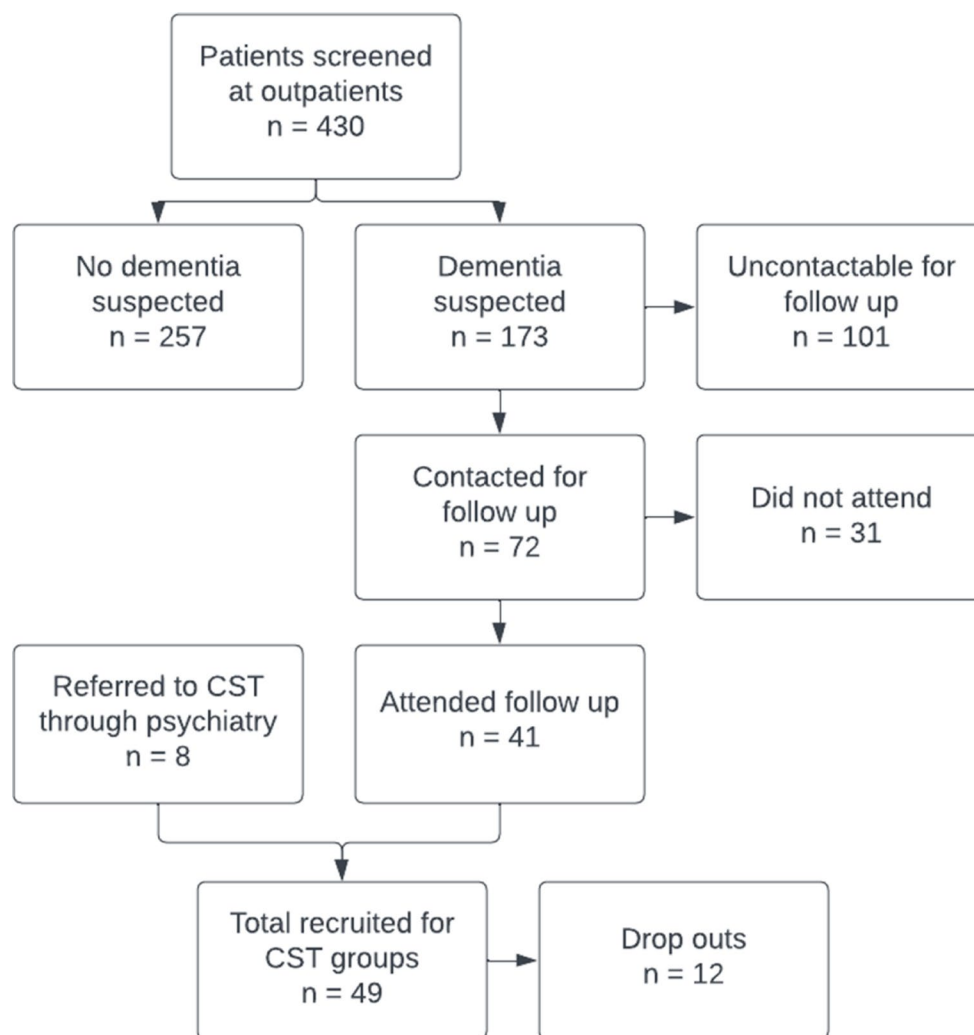 Patients screened
at outpatients
n = 430
No dementia
suspected
n = 257
Dementia
suspected
n = 173
Uncontactable for
follow up
n = 101
Contacted for
follow up
n = 72
Did not attend
n = 31
Referred to CST
through psychiatry
n = 8
Attended follow up
n = 41
Total recruited for
CST groups
n = 49
Drop outs
n = 12